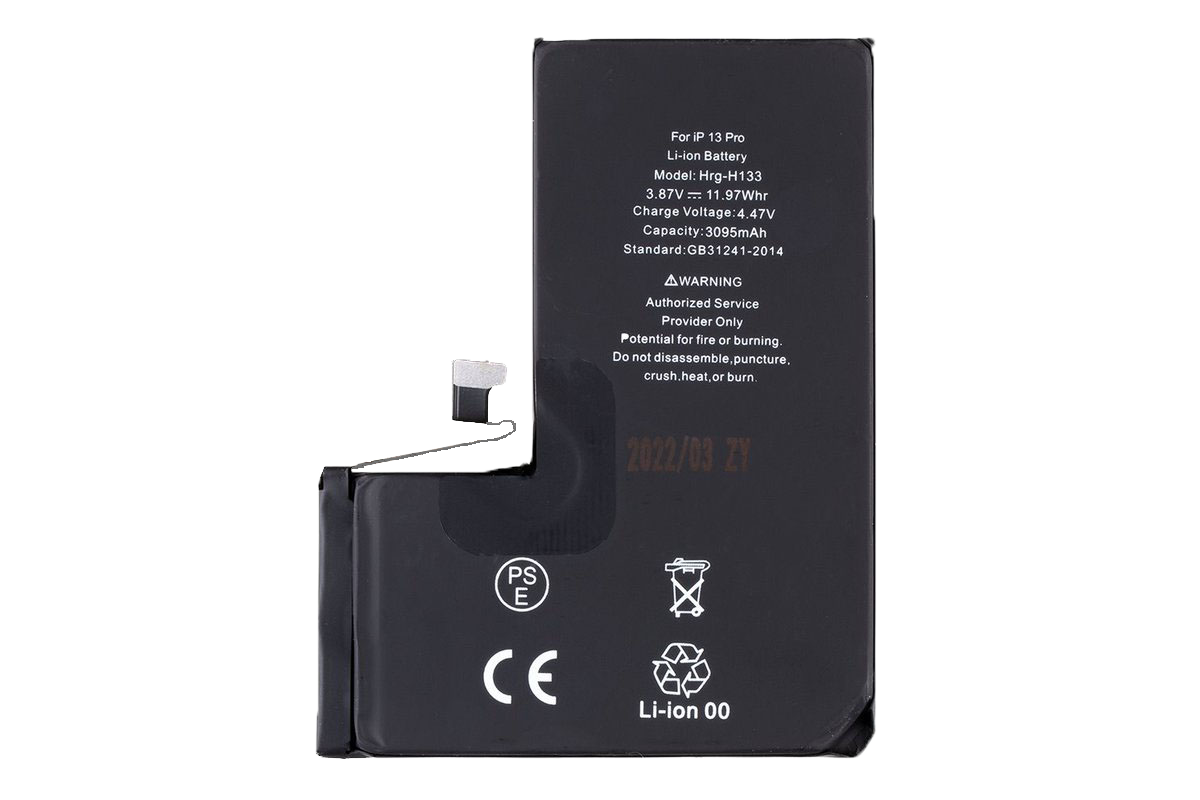 For iP 13 Pro
Li-ion Battery
Model: Hrg-H133
3.87V ⎓ 11.97Whr
Charge Voltage:4.47V
Capacity:3095mAh
Standard:GB31241-2014
⚠WARNING
Authorized Service
Provider Only
Potential for fire or burning.
Do not disassemble,puncture,
crush.heat,or burn.
2022/03 ZY
PS
E
CE
Li-ion 00